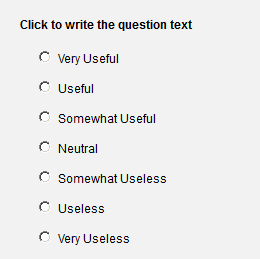 Click to write the question text
Very Useful
Useful
Somewhat Useful
Neutral
Somewhat Useless
Useless
Very Useless